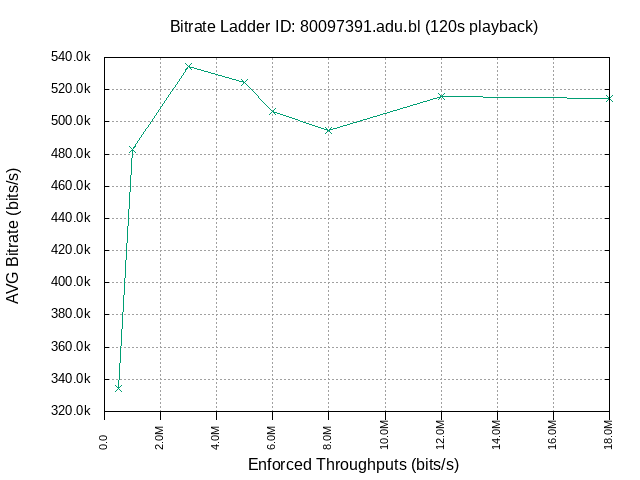 Bitrate Ladder ID: 80097391.adu.bl (120s playback)
540.0k
520.0k
500.0k
480.0k
460.0k
440.0k
420.0k
400.0k
380.0k
360.0k
340.0k
320.0k
AVG Bitrate (bits/s)
0.0
2.0M
4.0M
6.0M
8.0M
10.0M
12.0M
14.0M
16.0M
18.0M
Enforced Throughputs (bits/s)